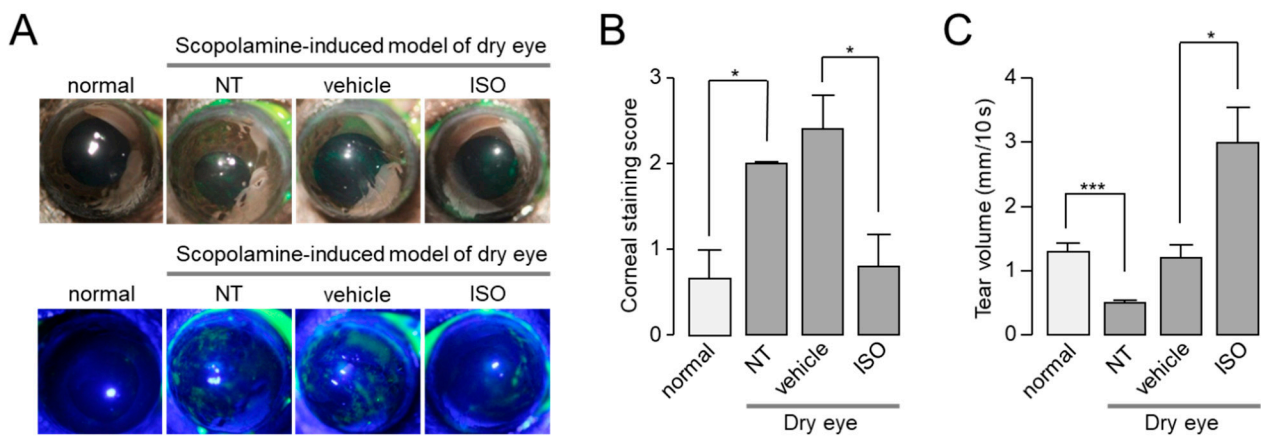 A
Scopolamine-induced model of dry eye
normal NT vehicle ISO
Scopolamine-induced model of dry eye
normal NT vehicle ISO
B
Corneal staining score
3
2
1
0
*
*
normal NT vehicle ISO
Dry eye
C
Tear volume (mm/10 s)
4
3
2
1
0
***
*
normal NT vehicle ISO
Dry eye